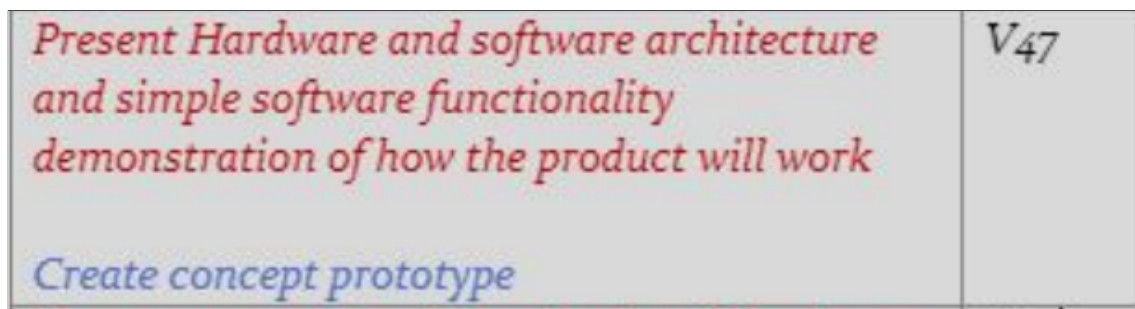 Present Hardware and software architecture
and simple software functionality
demonstration of how the product will work
V47
Create concept prototype